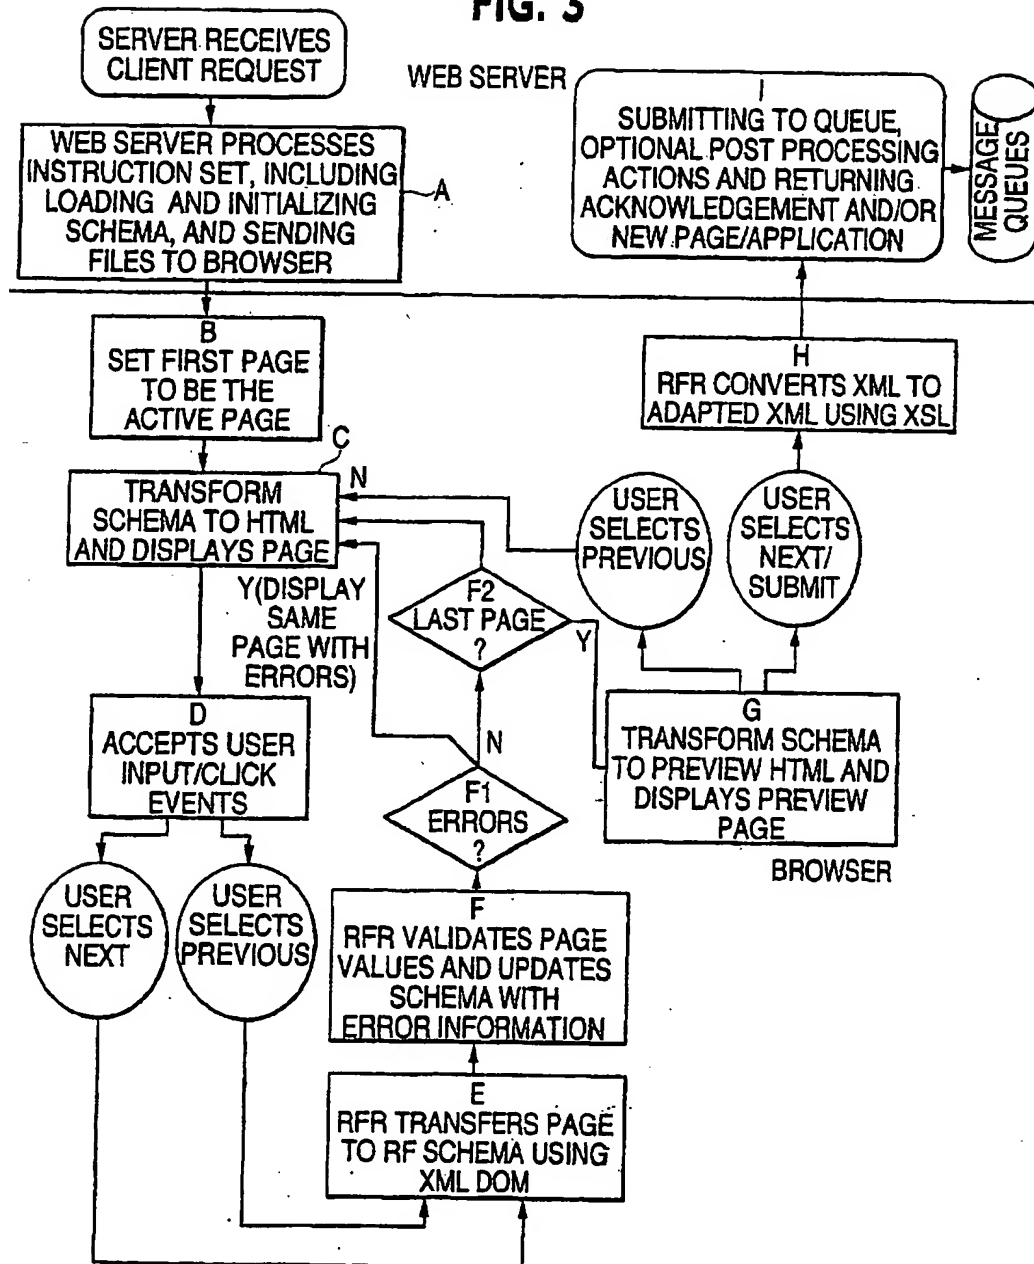 FIG. 3
SERVER RECEIVES
CLIENT REQUEST
WEB SERVER
WEB SERVER PROCESSES
INSTRUCTION SET, INCLUDING
LOADING AND INITIALIZING
SCHEMA, AND SENDING
FILES TO BROWSER
A
I
SUBMITTING TO QUEUE,
OPTIONAL POST PROCESSING
ACTIONS AND RETURNING
ACKNOWLEDGEMENT AND/OR
NEW PAGE/APPLICATION
MESSAGE
QUEUES
B
SET FIRST PAGE
TO BE THE
ACTIVE PAGE
H
RFR CONVERTS XML TO
ADAPTED XML USING XSL
C
TRANSFORM
SCHEMA TO HTML
AND DISPLAYS PAGE
N
USER
SELECTS
PREVIOUS
USER
SELECTS
NEXT/
SUBMIT
Y(DISPLAY
SAME
PAGE WITH
ERRORS)
F2
LAST PAGE
?
Y
D
ACCEPTS USER
INPUT/CLICK
EVENTS
N
G
TRANSFORM SCHEMA
TO PREVIEW HTML AND
DISPLAYS PREVIEW
PAGE
F1
ERRORS
?
BROWSER
USER
SELECTS
NEXT
USER
SELECTS
PREVIOUS
F
RFR VALIDATES PAGE
VALUES AND UPDATES
SCHEMA WITH
ERROR INFORMATION
E
RFR TRANSFERS PAGE
TO RF SCHEMA USING
XML DOM